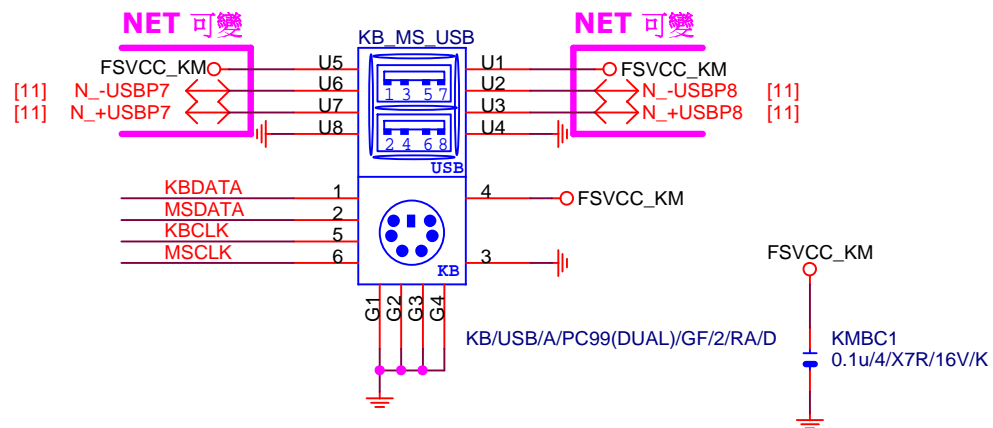 NET 可變
NET 可變
KB_MS_USB
FSVCC_KM
U5
U1
FSVCC_KM
[11]
N_-USBP7
U6
U2
N_-USBP8
[11]
[11]
N_+USBP7
U7
U3
N_+USBP8
[11]
U8
U4
1 3 5 7
2 4 6 8
USB
KBDATA
1
4
FSVCC_KM
MSDATA
2
KBCLK
5
MSCLK
6
3
KB
FSVCC_KM
G1
G2
G3
G4
KB/USB/A/PC99(DUAL)/GF/2/RA/D
KMBC1
0.1u/4/X7R/16V/K